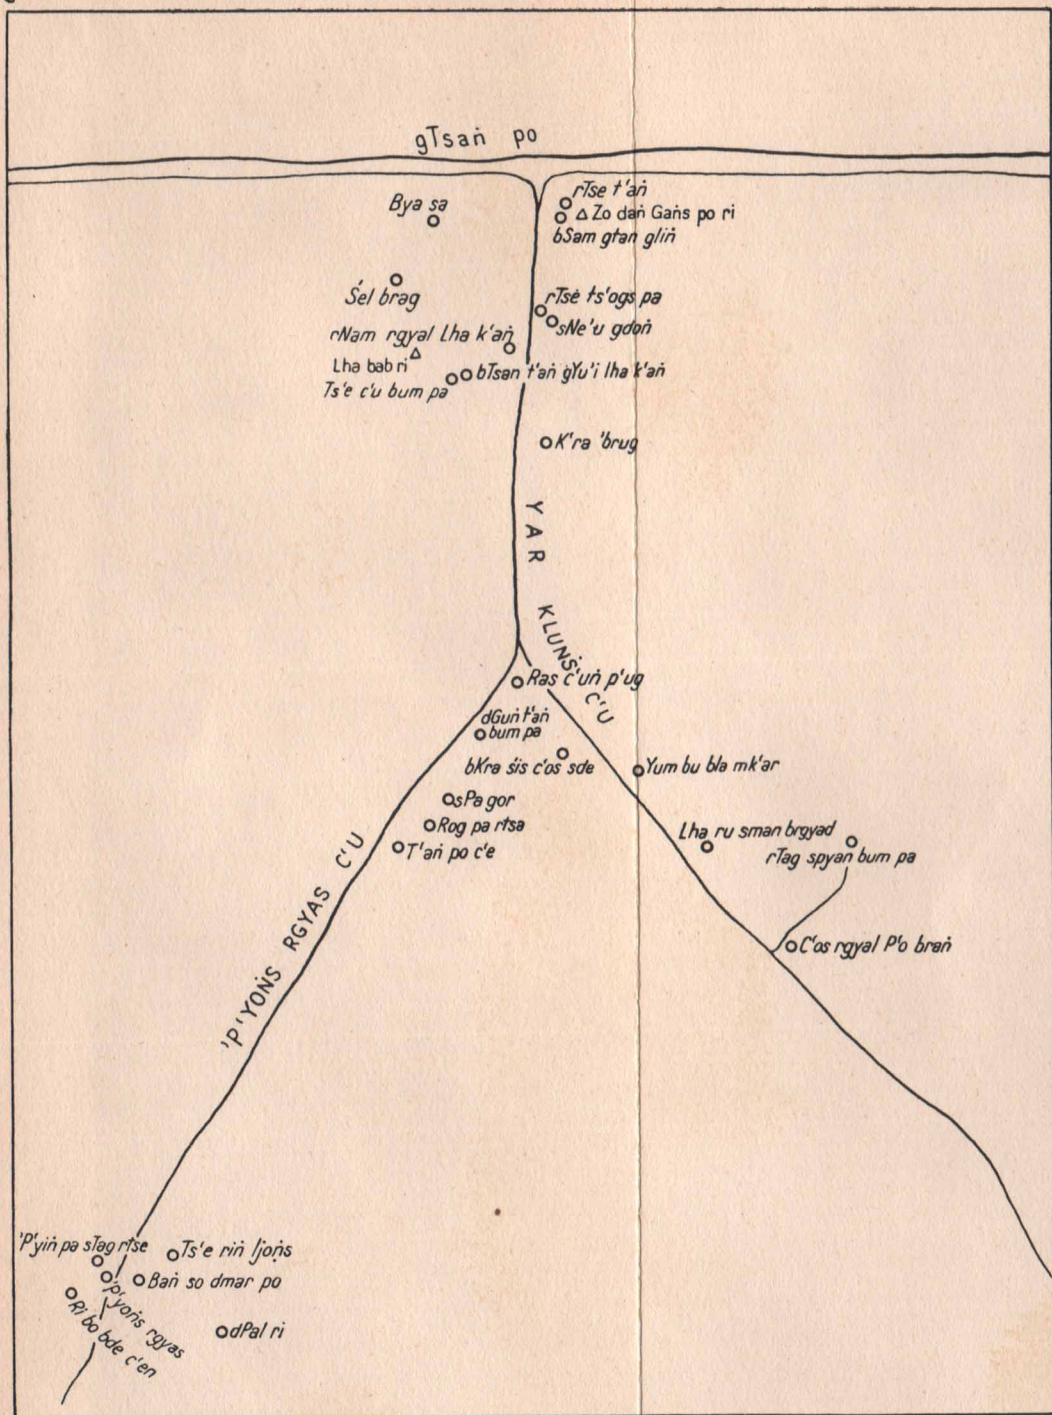 gTsaṅ po
rTse t'aṅ
Bya sa
Zo daṅ Gaṅs po ri
bSam gtan gliṅ
Śel brag
rTse ts'ogs pa
sNe'u gdoṅ
rNam rgyal Lha k'aṅ
Lha bab ri
bTsan t'aṅ gYu'i lha k'aṅ
Ts'e c'u bum pa
K'ra 'brug
YAR KLUṄS C'U
Ras c'uṅ p'ug
dGuṅ t'aṅ
bum pa
bKra śis c'os sde
Yum bu bla mk'ar
sPa gor
Rog pa rtsa
T'aṅ po c'e
Lha ru sman brgyad
rTag spyan bum pa
'P'YOṄS RGYAS C'U
C'os rgyal P'o braṅ
'P'yiṅ pa sTag rtse
Ts'e riṅ ljoṅs
Baṅ so dmar po
'p'yoṅs rgyas
Ri bo bde c'en
dPal ri